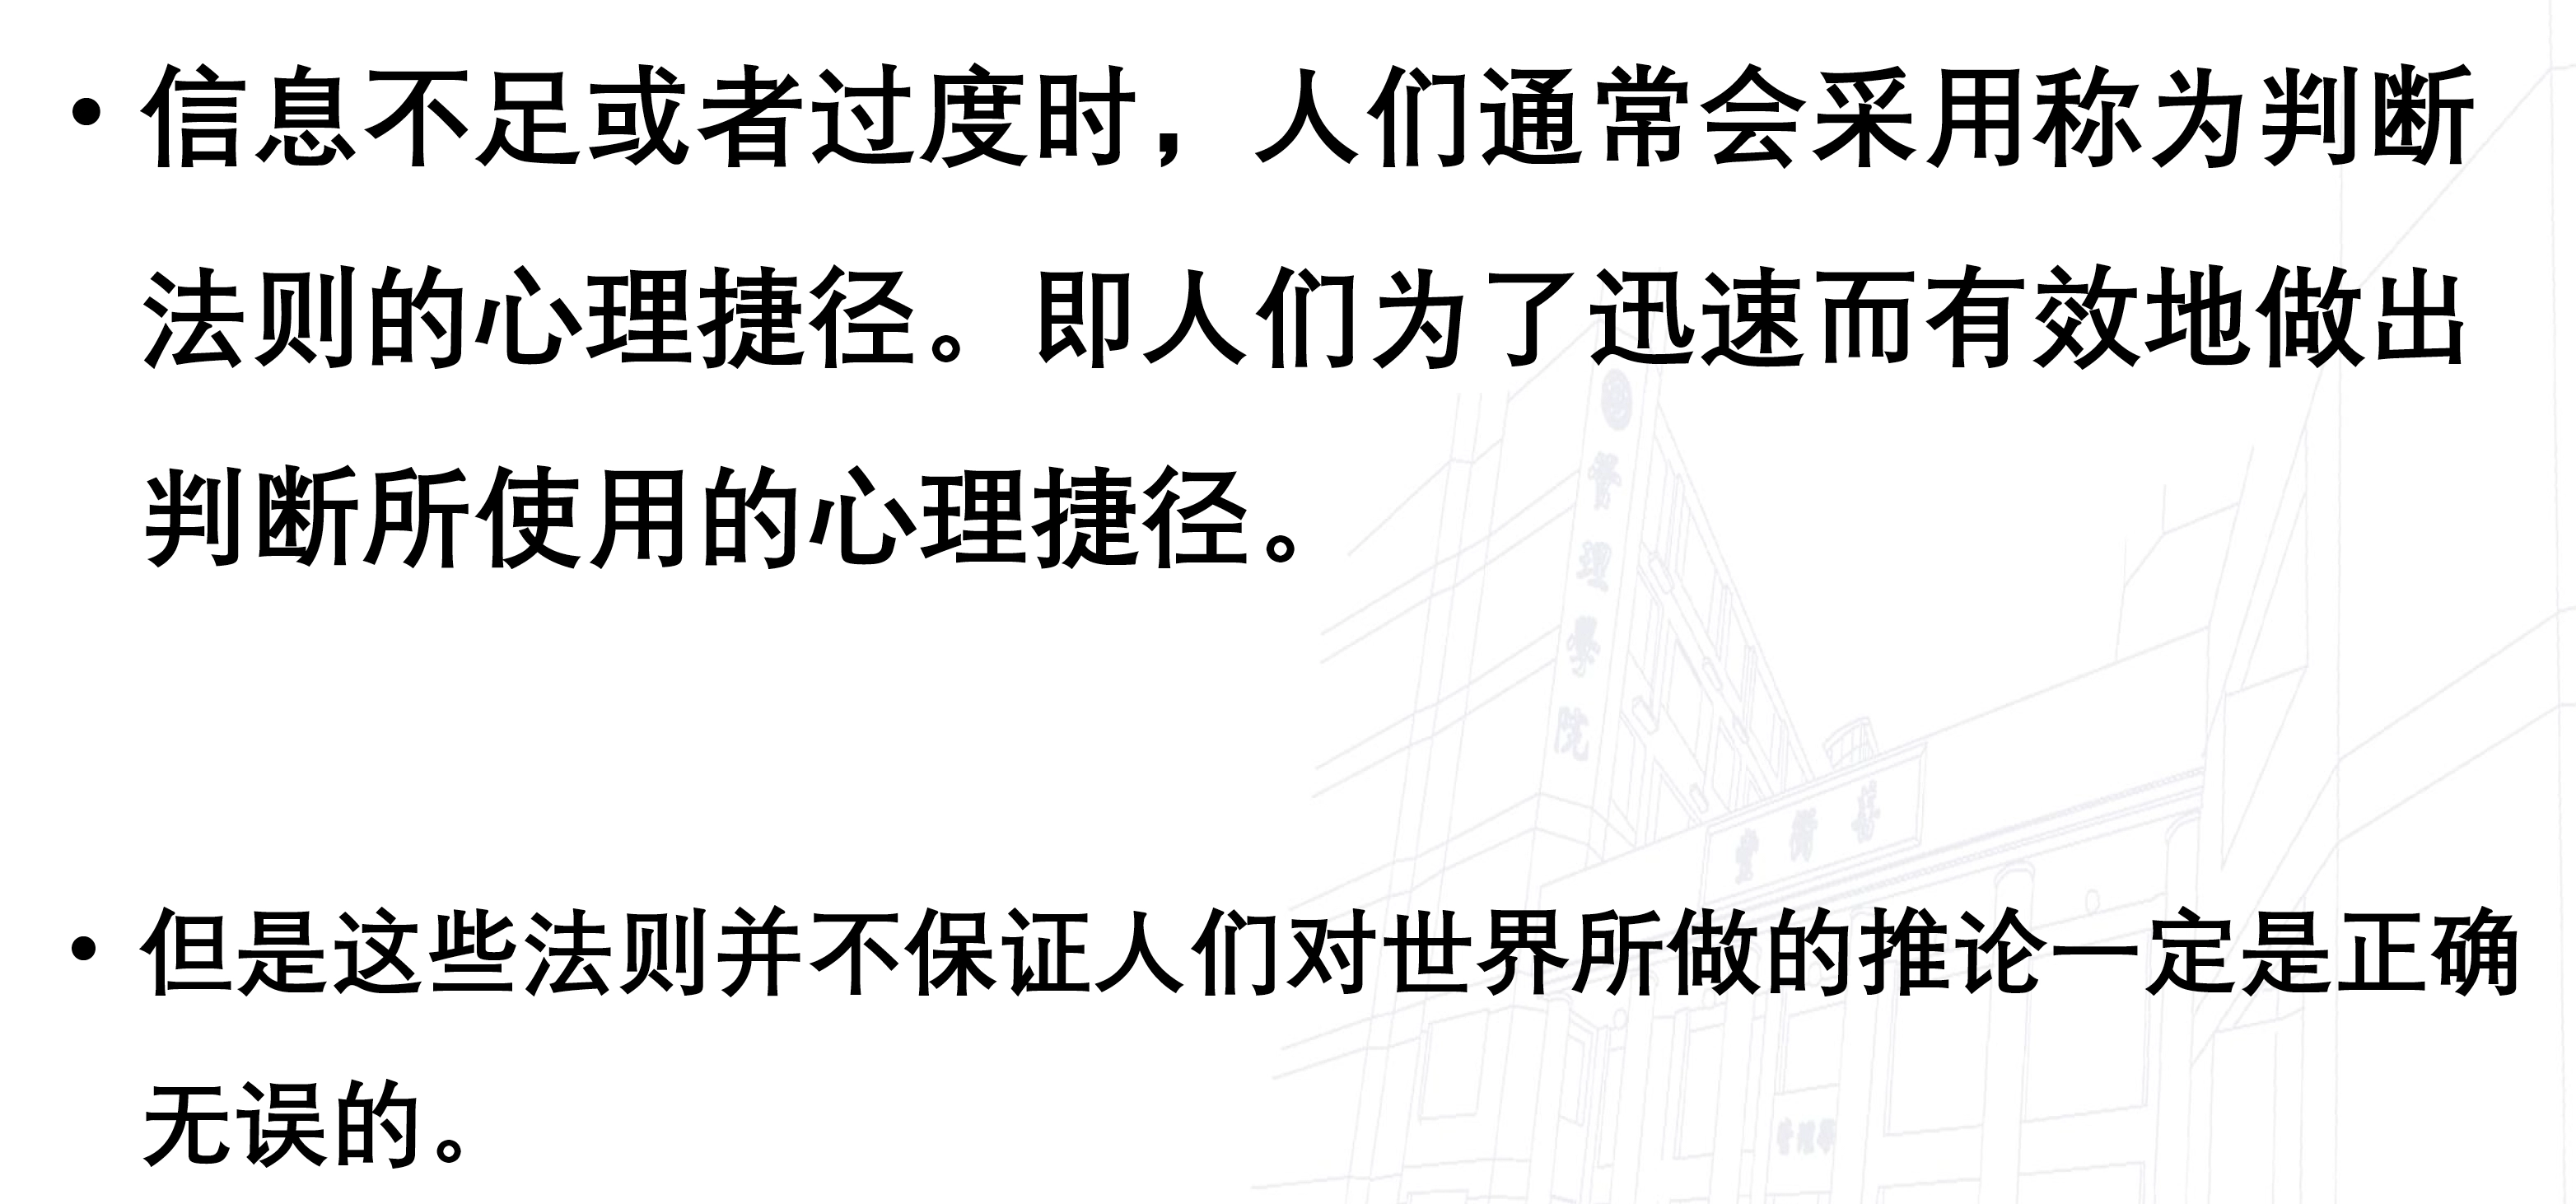 • 信息不足或者过度时，人们通常会采用称为判断
法则的心理捷径。即人们为了迅速而有效地做出
判断所使用的心理捷径。
• 但是这些法则并不保证人们对世界所做的推论一定是正确
无误的。
管
理
學
院